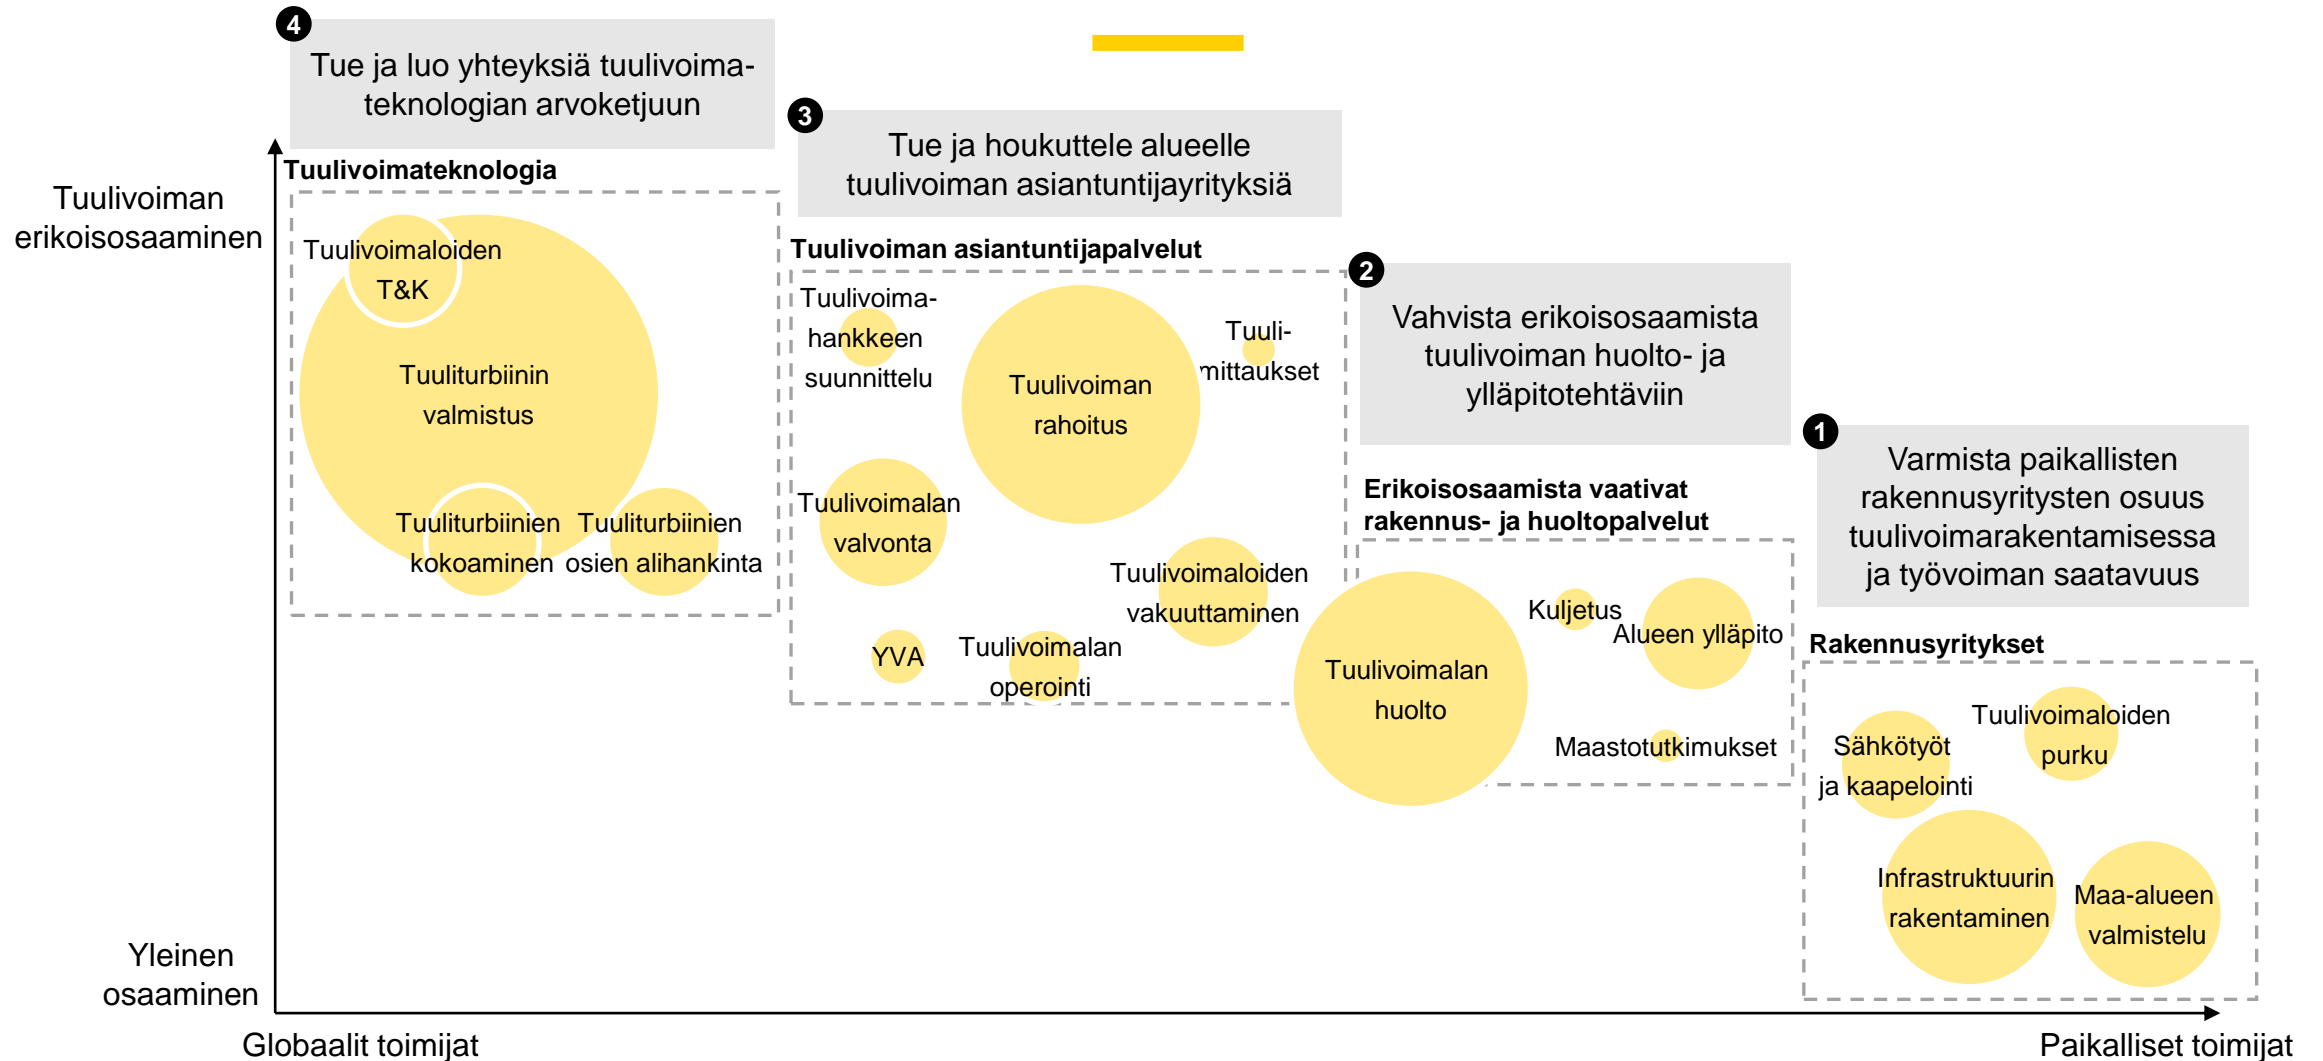 4
Tue ja luo yhteyksiä tuulivoima-
teknologian arvoketjuun
3
Tue ja houkuttele alueelle
tuulivoiman asiantuntijayrityksiä
2
Vahvista erikoisosaamista
tuulivoiman huolto- ja
ylläpitotehtäviin
1
Varmista paikallisten
rakennusyritysten osuus
tuulivoimarakentamisessa
ja työvoiman saatavuus
Tuulivoiman
erikoisosaaminen
Tuulivoimateknologia
Tuulivoimaloiden
T&K
Tuuliturbiinin
valmistus
Tuuliturbiinien
kokoaminen
Tuuliturbiinien
osien alihankinta
Tuulivoiman asiantuntijapalvelut
Tuulivoima-
hankkeen
suunnittelu
Tuulivoiman
rahoitus
Tuuli-
mittaukset
Tuulivoimalan
valvonta
Tuulivoimaloiden
vakuuttaminen
YVA
Tuulivoimalan
operointi
Erikoisosaamista vaativat
rakennus- ja huoltopalvelut
Tuulivoimalan
huolto
Kuljetus
Alueen ylläpito
Maastotutkimukset
Rakennusyritykset
Sähkötyöt
ja kaapelointi
Tuulivoimaloiden
purku
Infrastruktuurin
rakentaminen
Maa-alueen
valmistelu
Yleinen
osaaminen
Globaalit toimijat
Paikalliset toimijat